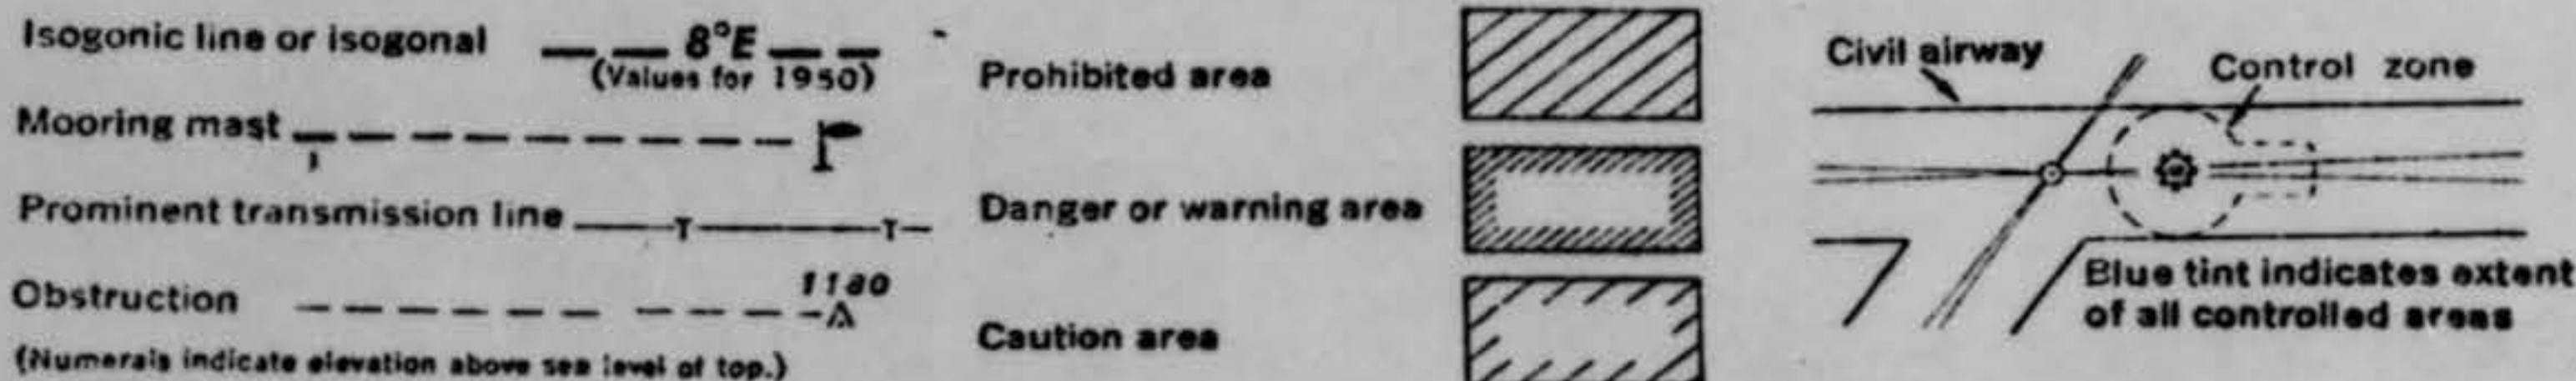 Isogonic line or isogonal 8°E
(Values for 1950)
Mooring mast
Prominent transmission line T T
Obstruction 1180
(Numerals indicate elevation above sea level of top.)
Prohibited area
Danger or warning area
Caution area
Civil airway
Control zone
Blue tint indicates extent
of all controlled areas